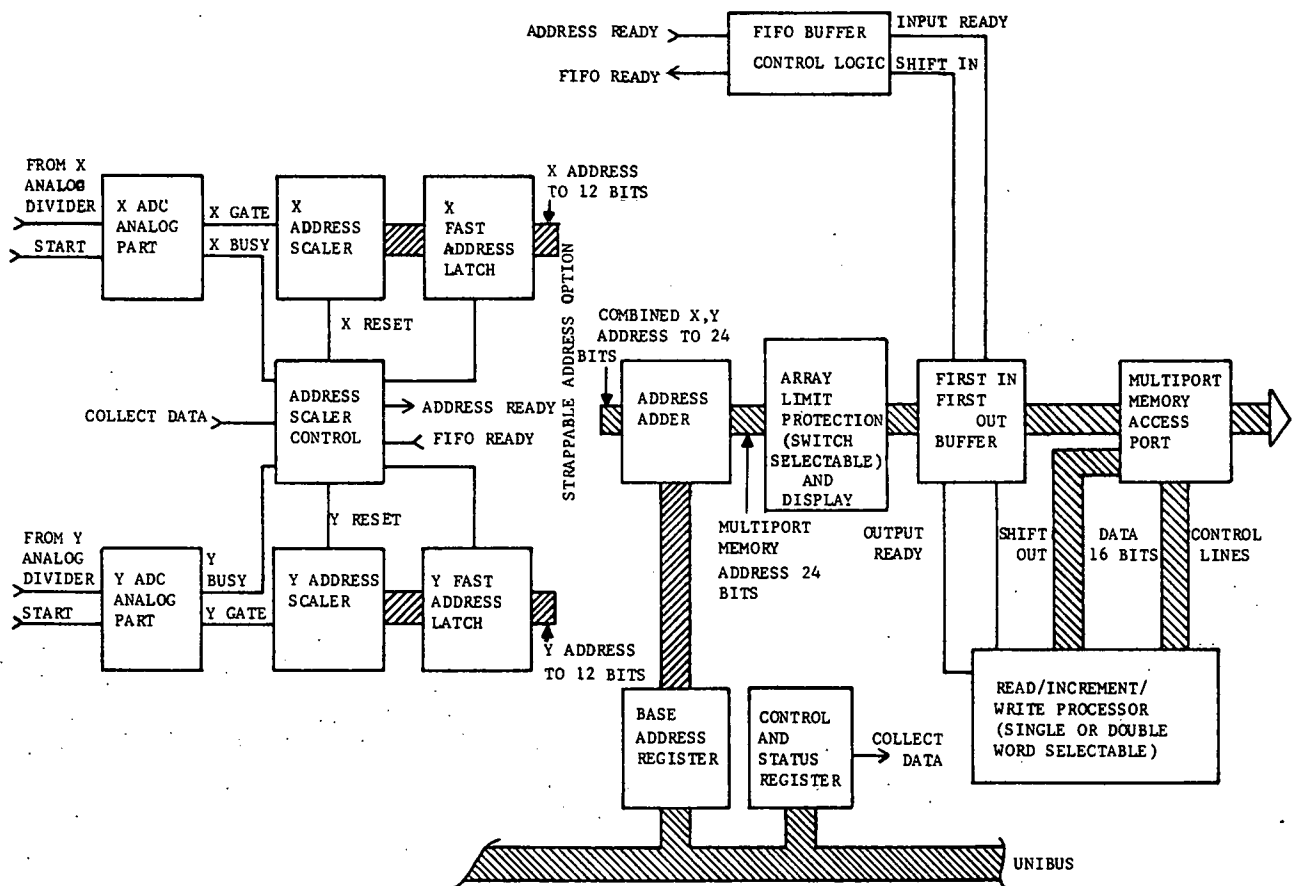 ADDRESS READY
FIFO READY
FIFO BUFFER
CONTROL LOGIC
INPUT READY
SHIFT IN
FROM X
ANALOG
DIVIDER
START
X ADC
ANALOG
PART
X GATE
X BUSY
X
ADDRESS
SCALER
X
FAST
ADDRESS
LATCH
X ADDRESS
TO 12 BITS
STRAPPABLE ADDRESS OPTION
X RESET
COLLECT DATA
ADDRESS
SCALER
CONTROL
ADDRESS READY
FIFO READY
Y RESET
FROM Y
ANALOG
DIVIDER
START
Y ADC
ANALOG
PART
Y
BUSY
Y GATE
Y ADDRESS
SCALER
Y FAST
ADDRESS
LATCH
Y ADDRESS
TO 12 BITS
COMBINED X,Y
ADDRESS TO 24
BITS
ADDRESS
ADDER
MULTIPORT
MEMORY
ADDRESS 24
BITS
ARRAY
LIMIT
PROTECTION
(SWITCH
SELECTABLE)
AND
DISPLAY
FIRST IN
FIRST
OUT
BUFFER
MULTIPORT
MEMORY
ACCESS
PORT
OUTPUT
READY
SHIFT
OUT
DATA
16 BITS
CONTROL
LINES
READ/INCREMENT/
WRITE PROCESSOR
(SINGLE OR DOUBLE
WORD SELECTABLE)
BASE
ADDRESS
REGISTER
CONTROL
AND
STATUS
REGISTER
COLLECT
DATA
UNIBUS